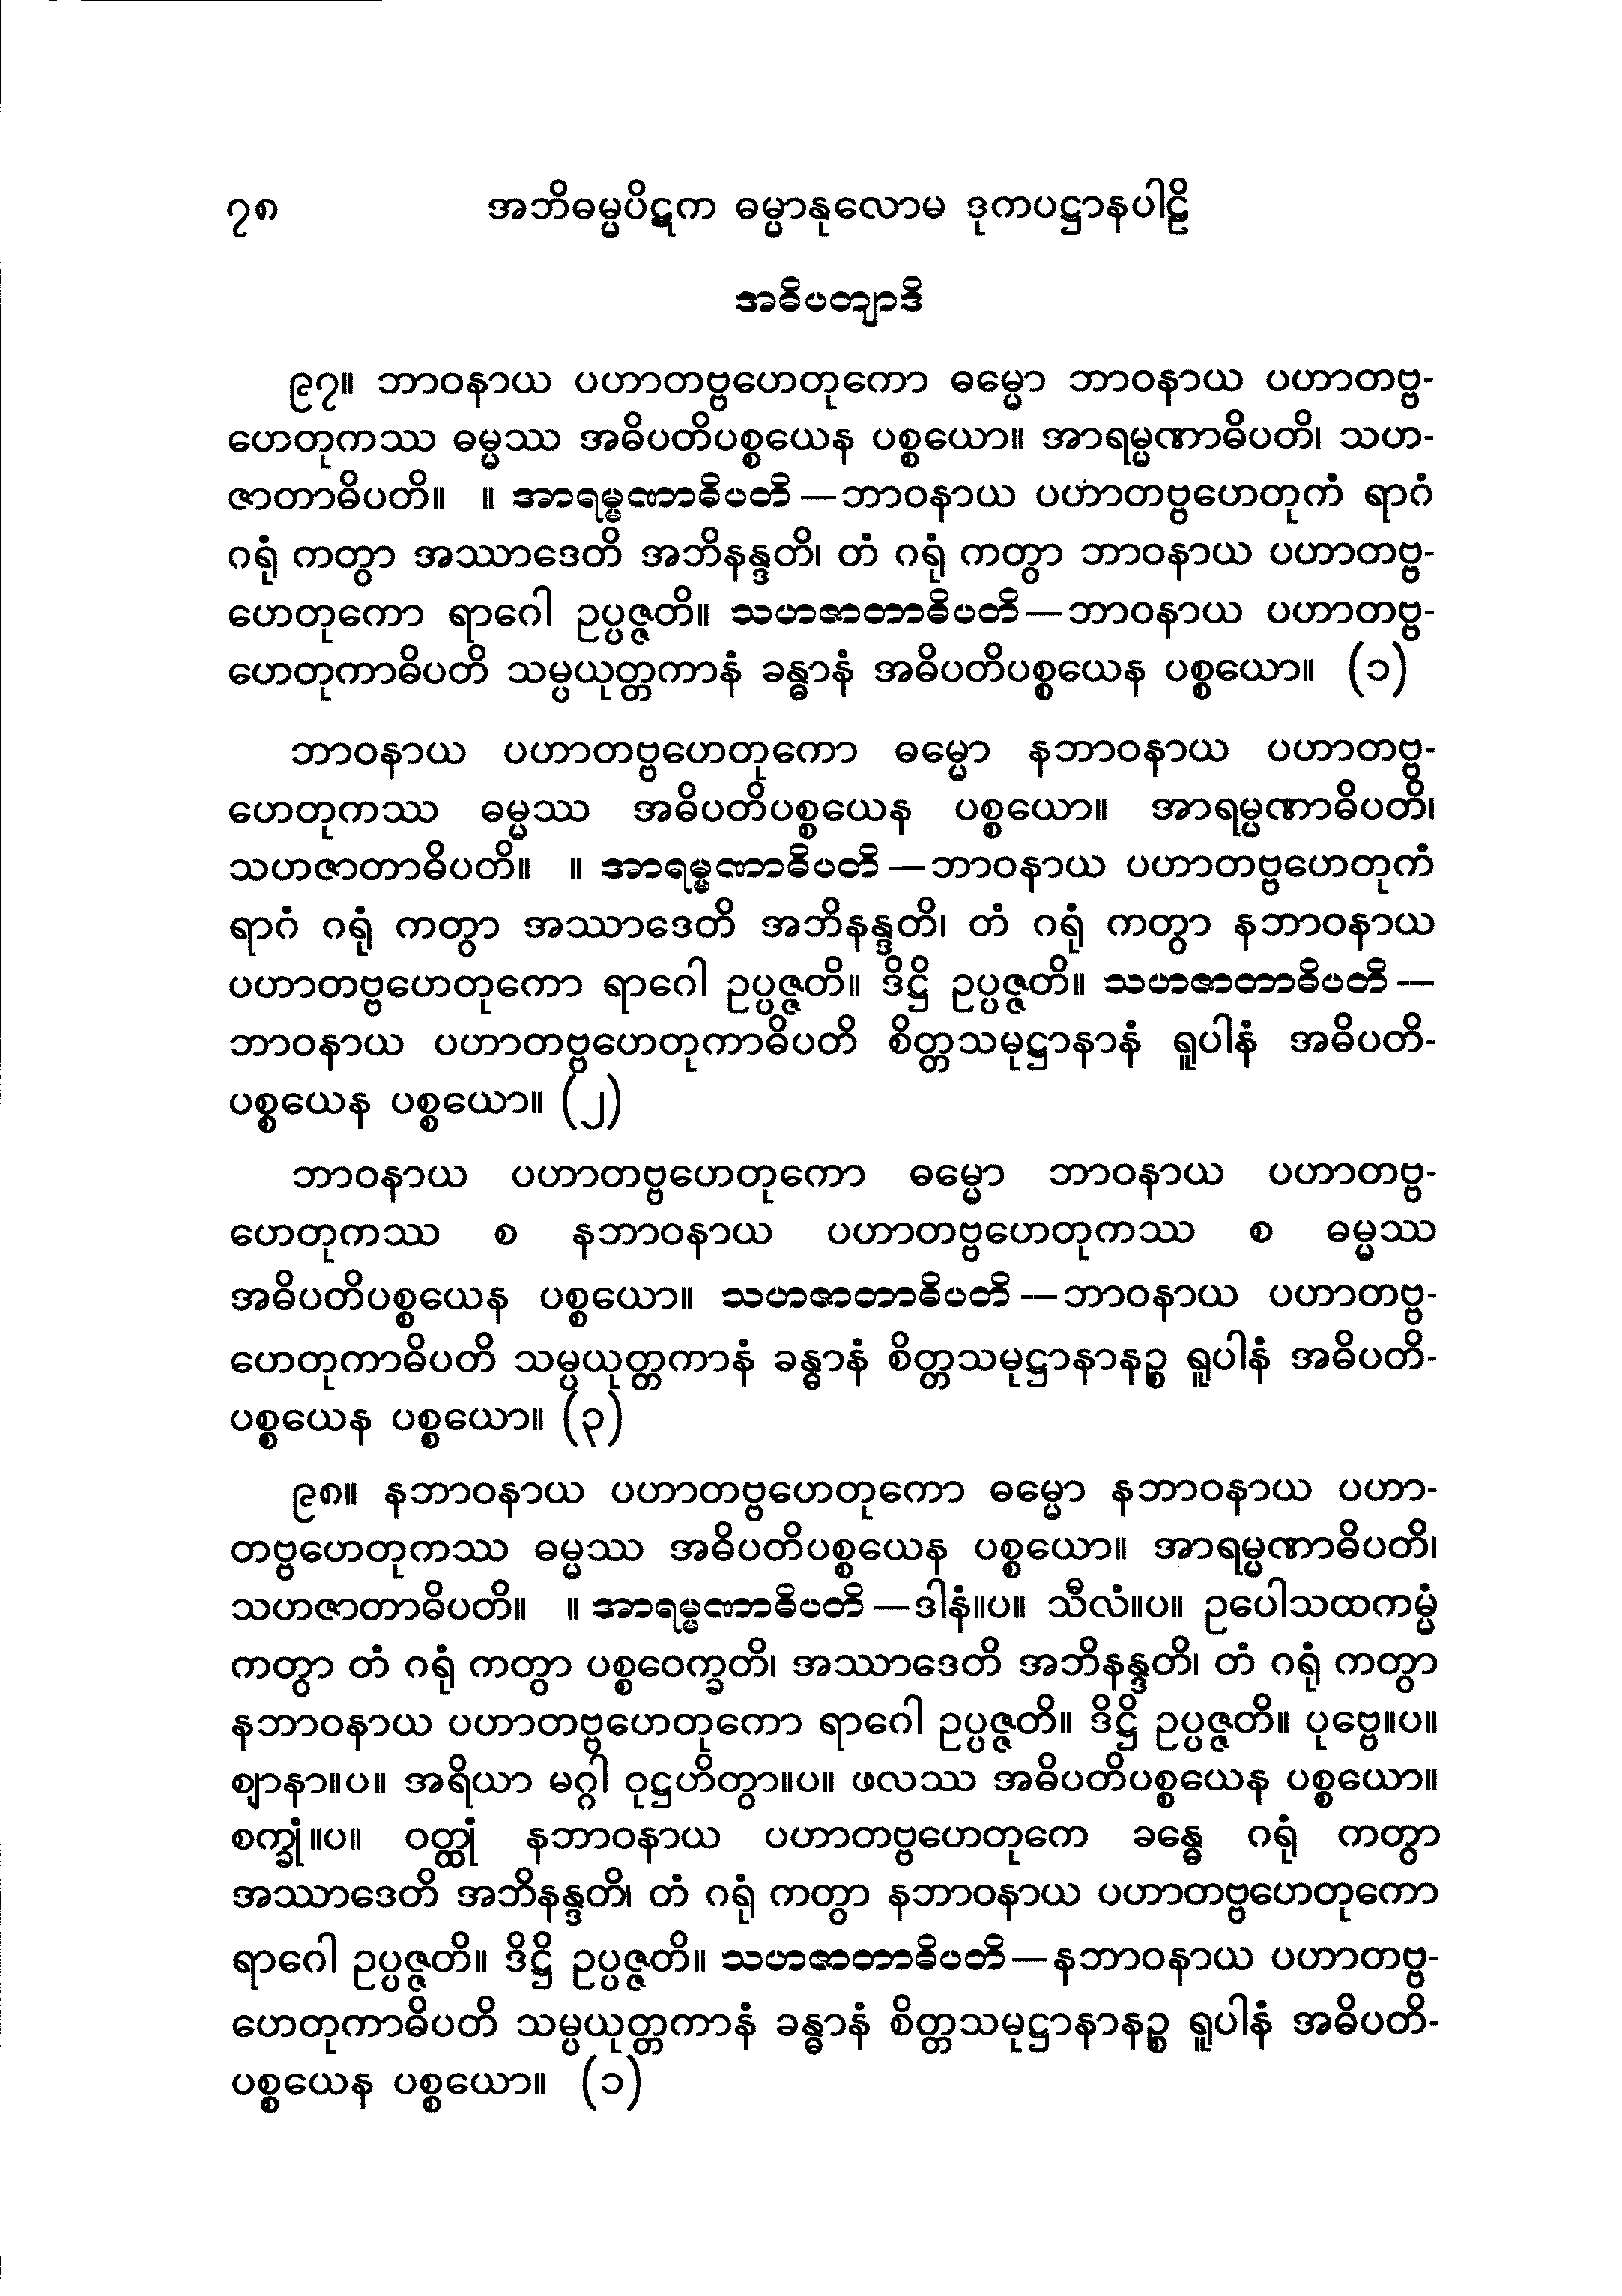 ၇၈ အဘိဓမ္မပိဋက ဓမ္မာနုလောမ ဒုကပဋ္ဌာနပါဠိ
အဓိပတျာဒိ
၉၇။ ဘာဝနာယ ပဟာတဗ္ဗဟေတုကော ဓမ္မော ဘာဝနာယ ပဟာတဗ္ဗ-
ဟေတုကဿ ဓမ္မဿ အဓိပတိပစ္စယေန ပစ္စယော။ အာရမ္မဏာဓိပတိ၊ သဟ-
ဇာတာဓိပတိ။ ။ အာရမ္မဏာဓိပတိ—ဘာဝနာယ ပဟာတဗ္ဗဟေတုကံ ရာဂံ
ဂရုံ ကတွာ အဿာဒေတိ အဘိနန္ဒတိ၊ တံ ဂရုံ ကတွာ ဘာဝနာယ ပဟာတဗ္ဗ-
ဟေတုကော ရာဂေါ ဥပ္ပဇ္ဇတိ။ သဟဇာတာဓိပတိ—ဘာဝနာယ ပဟာတဗ္ဗ-
ဟေတုကာဓိပတိ သမ္ပယုတ္တကာနံ ခန္ဓာနံ အဓိပတိပစ္စယေန ပစ္စယော။ (၁)
ဘာဝနာယ ပဟာတဗ္ဗဟေတုကော ဓမ္မော နဘာဝနာယ ပဟာတဗ္ဗ-
ဟေတုကဿ ဓမ္မဿ အဓိပတိပစ္စယေန ပစ္စယော။ အာရမ္မဏာဓိပတိ၊
သဟဇာတာဓိပတိ။ ။ အာရမ္မဏာဓိပတိ—ဘာဝနာယ ပဟာတဗ္ဗဟေတုကံ
ရာဂံ ဂရုံ ကတွာ အဿာဒေတိ အဘိနန္ဒတိ၊ တံ ဂရုံ ကတွာ နဘာဝနာယ
ပဟာတဗ္ဗဟေတုကော ရာဂေါ ဥပ္ပဇ္ဇတိ။ ဒိဋ္ဌိ ဥပ္ပဇ္ဇတိ။ သဟဇာတာဓိပတိ—
ဘာဝနာယ ပဟာတဗ္ဗဟေတုကာဓိပတိ စိတ္တသမုဋ္ဌာနာနံ ရူပါနံ အဓိပတိ-
ပစ္စယေန ပစ္စယော။ (၂)
ဘာဝနာယ ပဟာတဗ္ဗဟေတုကော ဓမ္မော ဘာဝနာယ ပဟာတဗ္ဗ-
ဟေတုကဿ စ နဘာဝနာယ ပဟာတဗ္ဗဟေတုကဿ စ ဓမ္မဿ
အဓိပတိပစ္စယေန ပစ္စယော။ သဟဇာတာဓိပတိ—ဘာဝနာယ ပဟာတဗ္ဗ-
ဟေတုကာဓိပတိ သမ္ပယုတ္တကာနံ ခန္ဓာနံ စိတ္တသမုဋ္ဌာနာနဉ္စ ရူပါနံ အဓိပတိ-
ပစ္စယေန ပစ္စယော။ (၃)
၉၈။ နဘာဝနာယ ပဟာတဗ္ဗဟေတုကော ဓမ္မော နဘာဝနာယ ပဟာ-
တဗ္ဗဟေတုကဿ ဓမ္မဿ အဓိပတိပစ္စယေန ပစ္စယော။ အာရမ္မဏာဓိပတိ၊
သဟဇာတာဓိပတိ။ ။ အာရမ္မဏာဓိပတိ—ဒါနံ။ပ။ သီလံ။ပ။ ဥပေါသထကမ္မံ
ကတွာ တံ ဂရုံ ကတွာ ပစ္စဝေက္ခတိ၊ အဿာဒေတိ အဘိနန္ဒတိ၊ တံ ဂရုံ ကတွာ
နဘာဝနာယ ပဟာတဗ္ဗဟေတုကော ရာဂေါ ဥပ္ပဇ္ဇတိ။ ဒိဋ္ဌိ ဥပ္ပဇ္ဇတိ။ ပုဗ္ဗေ။ပ။
ဈာနာ။ပ။ အရိယာ မဂ္ဂါ ဝုဋ္ဌဟိတွာ။ပ။ ဖလဿ အဓိပတိပစ္စယေန ပစ္စယော။
စက္ခုံ။ပ။ ဝတ္ထုံ နဘာဝနာယ ပဟာတဗ္ဗဟေတုကေ ခန္ဓေ ဂရုံ ကတွာ
အဿာဒေတိ အဘိနန္ဒတိ၊ တံ ဂရုံ ကတွာ နဘာဝနာယ ပဟာတဗ္ဗဟေတုကော
ရာဂေါ ဥပ္ပဇ္ဇတိ။ ဒိဋ္ဌိ ဥပ္ပဇ္ဇတိ။ သဟဇာတာဓိပတိ—နဘာဝနာယ ပဟာတဗ္ဗ-
ဟေတုကာဓိပတိ သမ္ပယုတ္တကာနံ ခန္ဓာနံ စိတ္တသမုဋ္ဌာနာနဉ္စ ရူပါနံ အဓိပတိ-
ပစ္စယေန ပစ္စယော။ (၁)